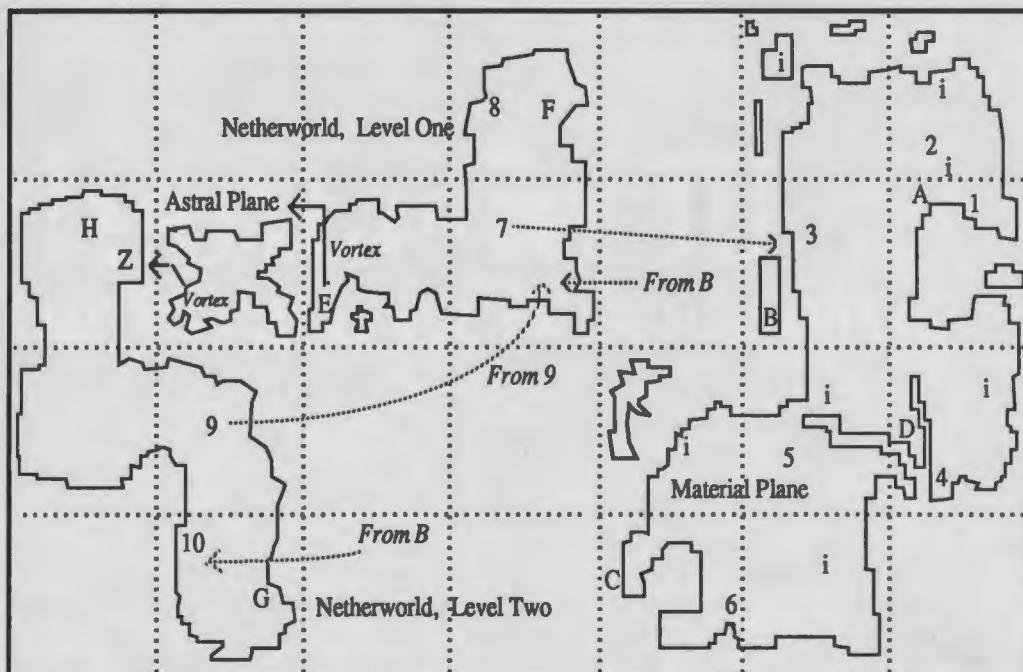 i
8
F
i
Netherworld, Level One
2
i
Astral Plane
A
1
H
Vortex
7
3
Z
From B
Vortex
E
B
From 9
i
i
9
i
D
5
4
Material Plane
10
From B
i
C
G
6
Netherworld, Level Two